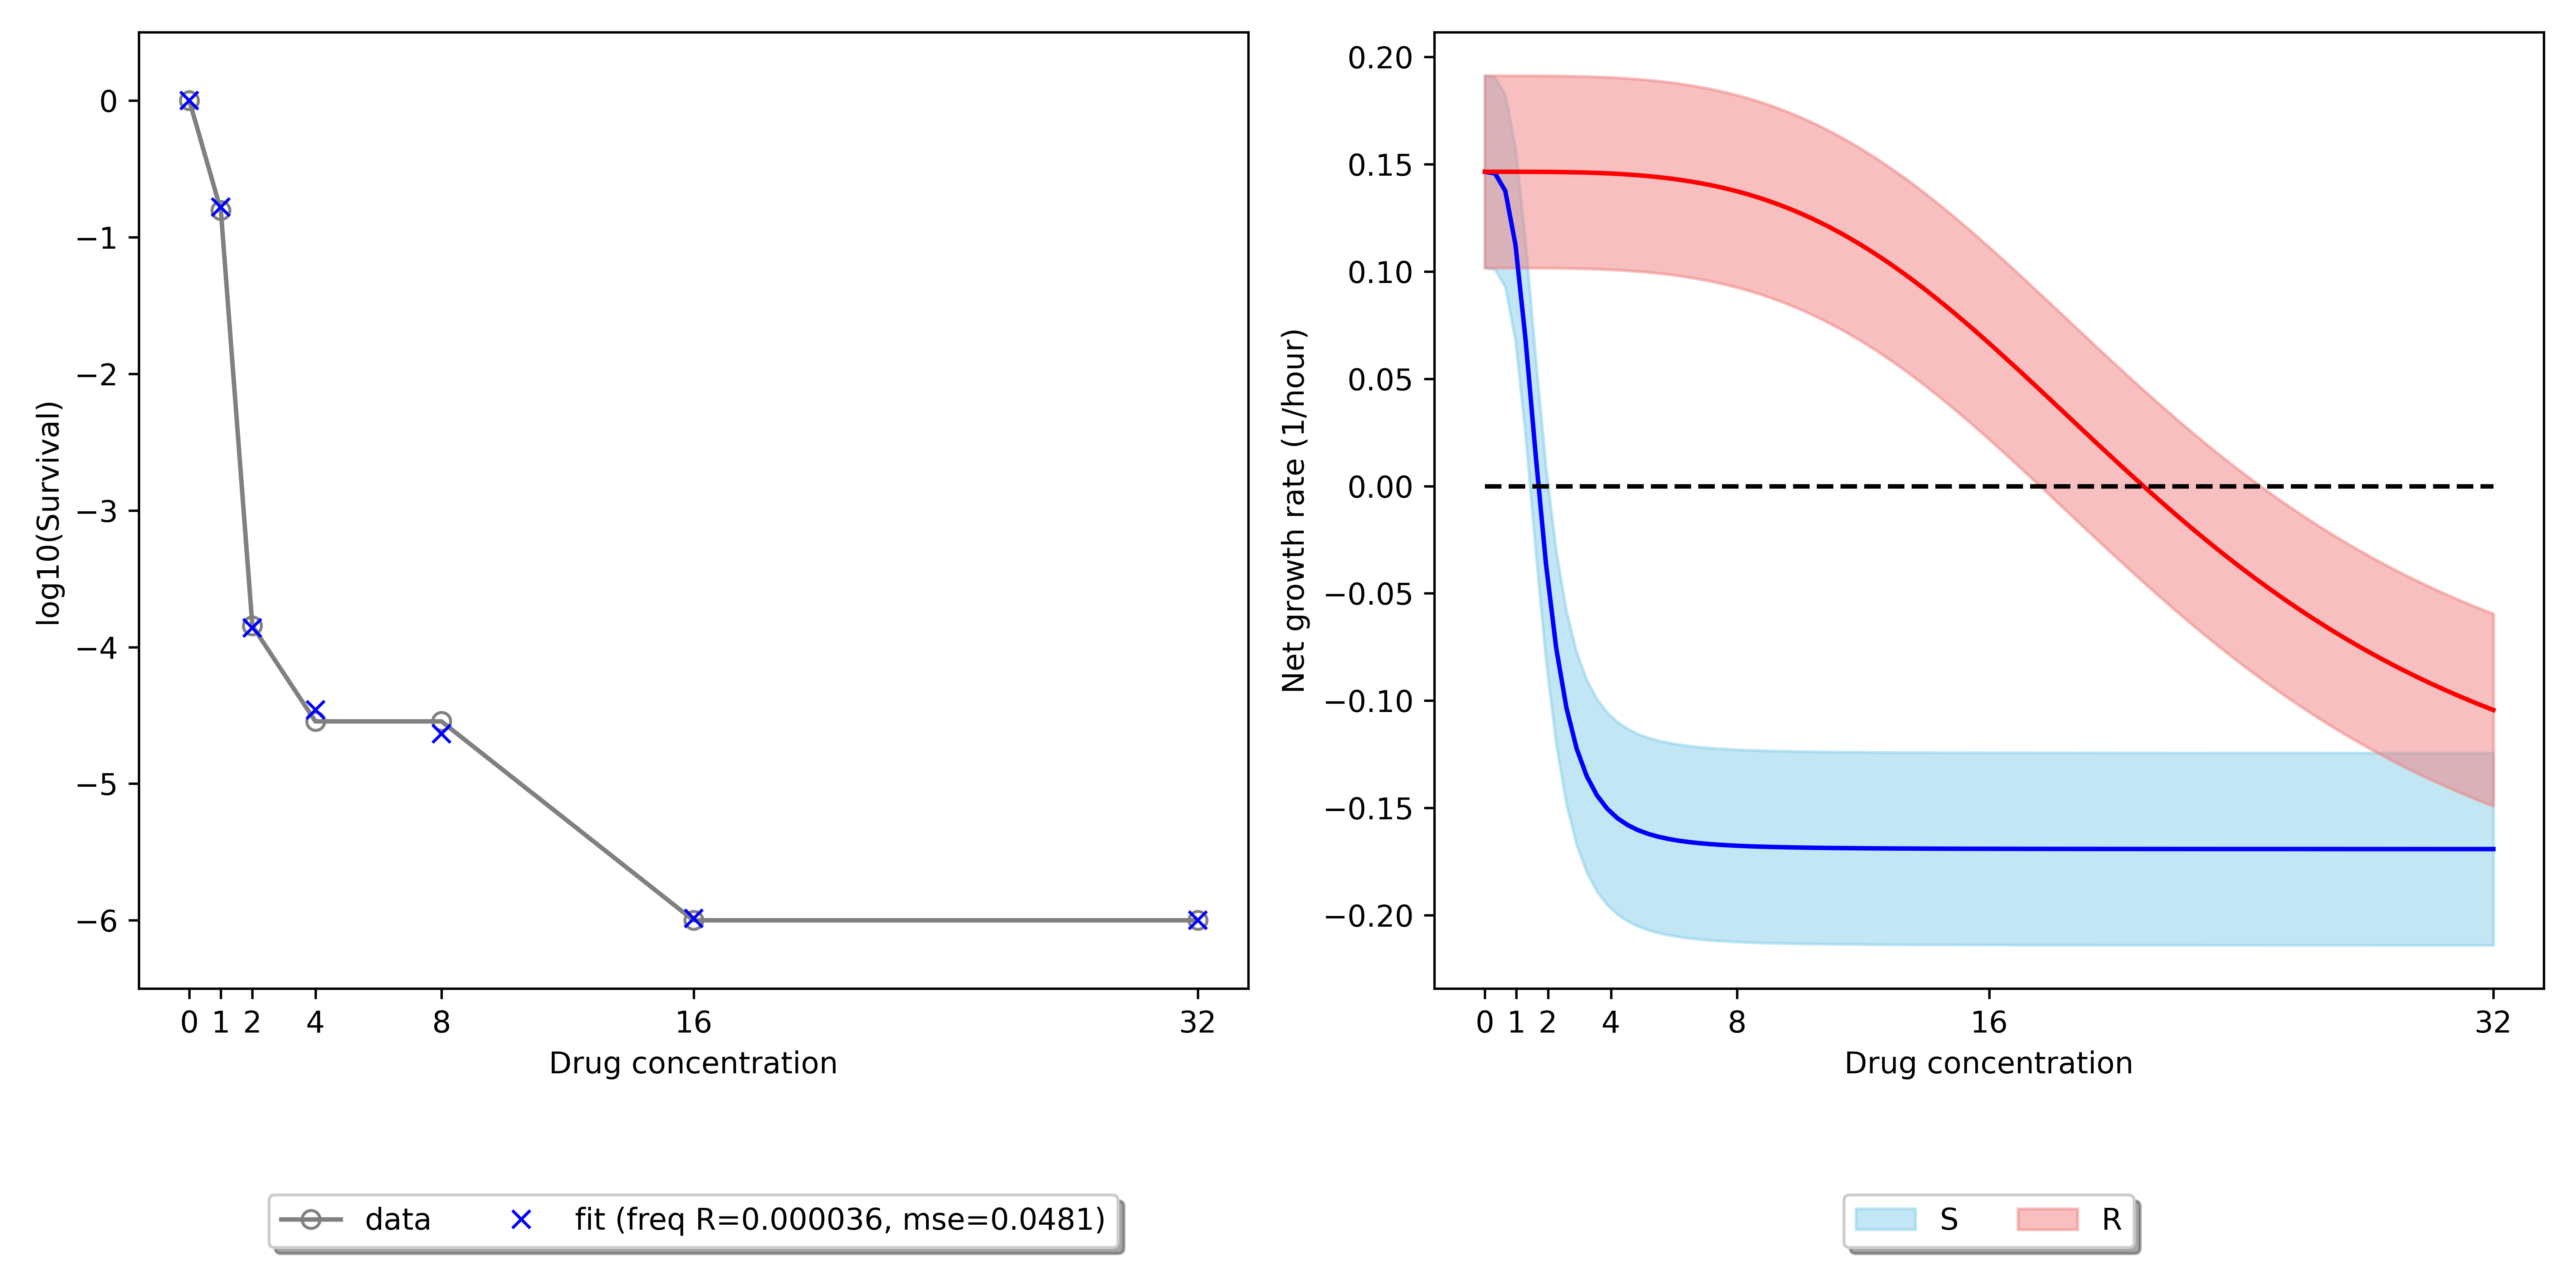 log10(Survival)
0
−1
−2
−3
−4
−5
−6
0 1 2 4 8 16 32
Drug concentration
data fit (freq R=0.000036, mse=0.0481)
Net growth rate (1/hour)
0.20
0.15
0.10
0.05
0.00
−0.05
−0.10
−0.15
−0.20
0 1 2 4 8 16 32
Drug concentration
S R